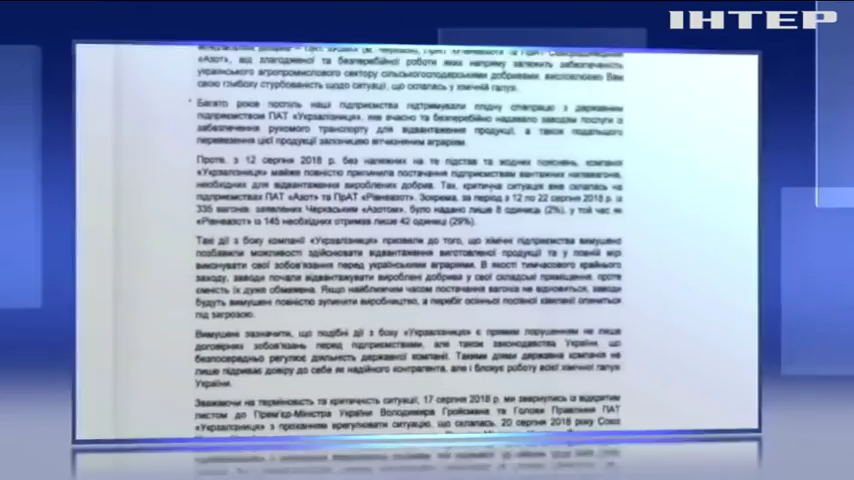 ІНТЕР
«Азот», від злагодженої та безперебійної роботи яких напряму залежить забезпеченість
українського агропромислового сектору сільськогосподарськими добривами, висловлюємо Вам
свою глибоку стурбованість щодо ситуації, що склалась у хімічній галузі.
Багато років поспіль наші підприємства підтримували плідну співпрацю з державним
підприємством ПАТ «Укрзалізниця», яке вчасно та безперебійно надавало заводам послуги із
забезпечення рухомого транспорту для відвантаження продукції, а також подальшого
перевезення цієї продукції залізницею вітчизняним аграріям.
Проте, з 12 серпня 2018 р. без належних на те підстав та жодних пояснень, компанія
«Укрзалізниця» майже повністю припинила постачання підприємствам вантажних напіввагонів,
необхідних для відвантаження вироблених добрив. Так, критична ситуація вже склалась на
підприємствах ПАТ «Азот» та ПрАТ «Рівнеазот». Зокрема, за період з 12 по 22 серпня 2018 р. із
335 вагонів, заявлених Черкаським «Азотом», було надано лише 8 одиниць (2%), у той час як
«Рівнеазот» із 145 необхідних отримав лише 42 одиниці (29%).
Такі дії з боку компанії «Укрзалізниця» призвели до того, що хімічні підприємства вимушено
позбавили можливості здійснювати відвантаження виготовленої продукції та у повній мірі
виконувати свої зобов'язання перед українськими аграріями. В якості тимчасового крайнього
заходу, заводи почали відвантажувати вироблені добрива у свої складські приміщення, проте
ємність їх дуже обмежена. Якщо найближчим часом постачання вагонів не відновиться, заводи
будуть вимушені повністю зупинити виробництво, а перебіг осінньої посівної кампанії опиниться
під загрозою.
Вимушені зазначити, що подібні дії з боку «Укрзалізниця» є прямим порушенням не лише
договірних зобов'язань перед підприємствами, але також законодавства України, що
безпосередньо регулює діяльність державної компанії. Такими діями державна компанія не
лише підриває довіру до себе як надійного контрагента, але і блокує роботу всієї хімічної галузі
України.
Зважаючи на терміновість та критичність ситуації, 17 серпня 2018 р. ми звернулись із відкритим
листом до Прем'єр-Міністра України Володимира Гройсмана та Голови Правління ПАТ
«Укрзалізниця» з проханням врегулювати ситуацію, що склалась. 20 серпня 2018 року Союз